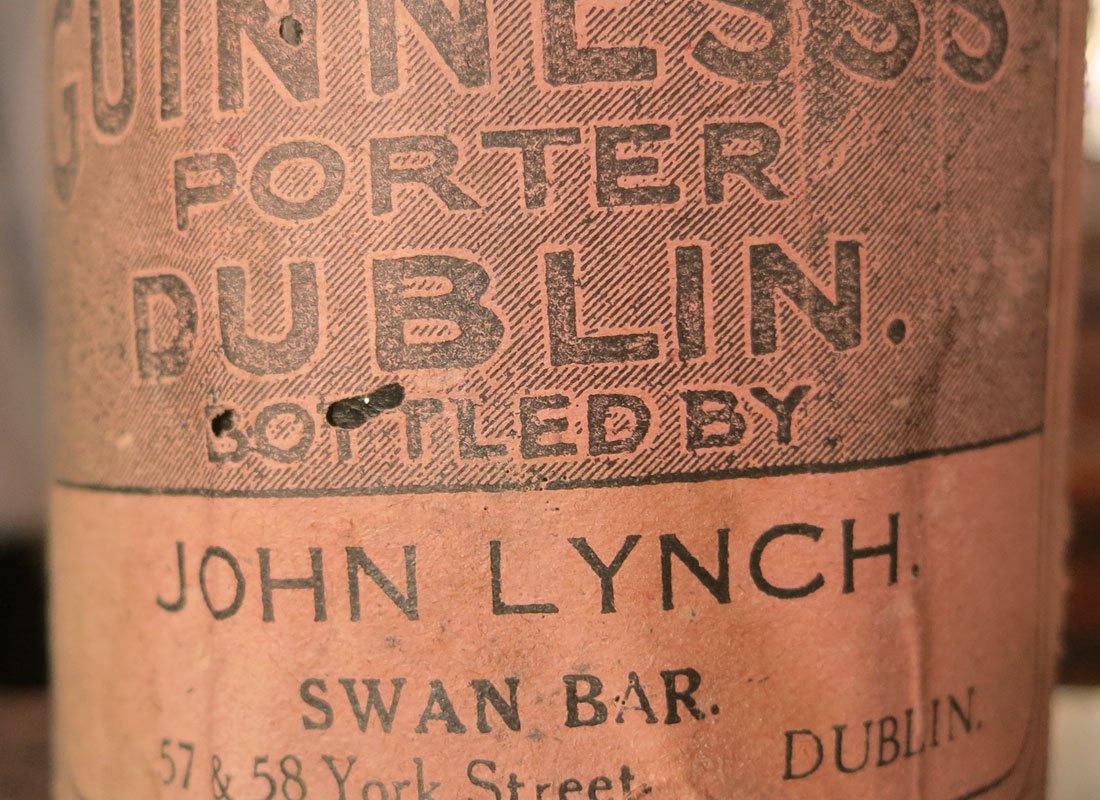 GUINNESS'S
PORTER
DUBLIN.
BOTTLED BY
JOHN LYNCH.
SWAN BAR.
57 & 58 York Street. DUBLIN.